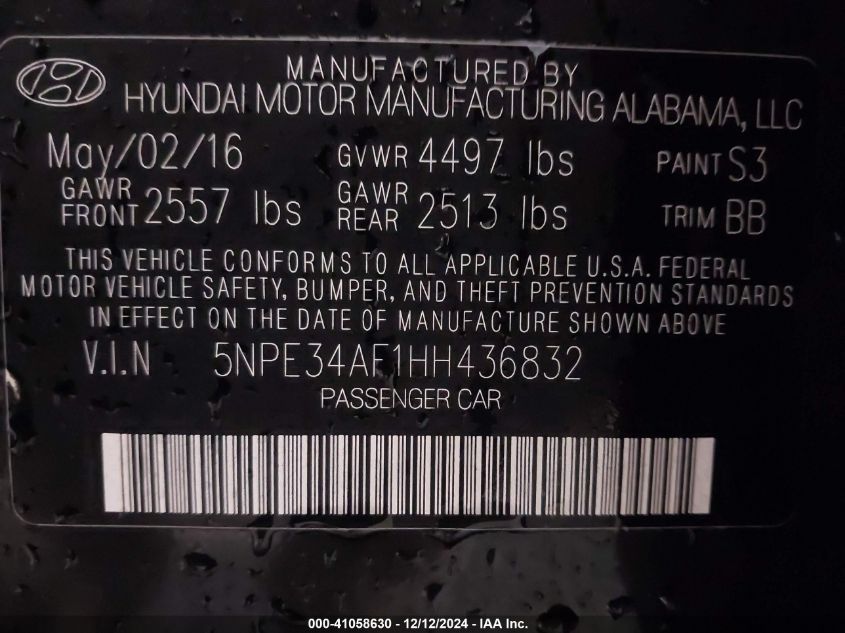 MANUFACTURED BY
HYUNDAI MOTOR MANUFACTURING ALABAMA, LLC
May/02/16 GVWR 4497 lbs PAINT S3
GAWR FRONT 2557 lbs GAWR REAR 2513 lbs TRIM BB
THIS VEHICLE CONFORMS TO ALL APPLICABLE U.S.A. FEDERAL
MOTOR VEHICLE SAFETY, BUMPER, AND THEFT PREVENTION STANDARDS
IN EFFECT ON THE DATE OF MANUFACTURE SHOWN ABOVE
V.I.N 5NPE34AF1HH436832
PASSENGER CAR
000-41058630 - 12/12/2024 - IAA Inc.